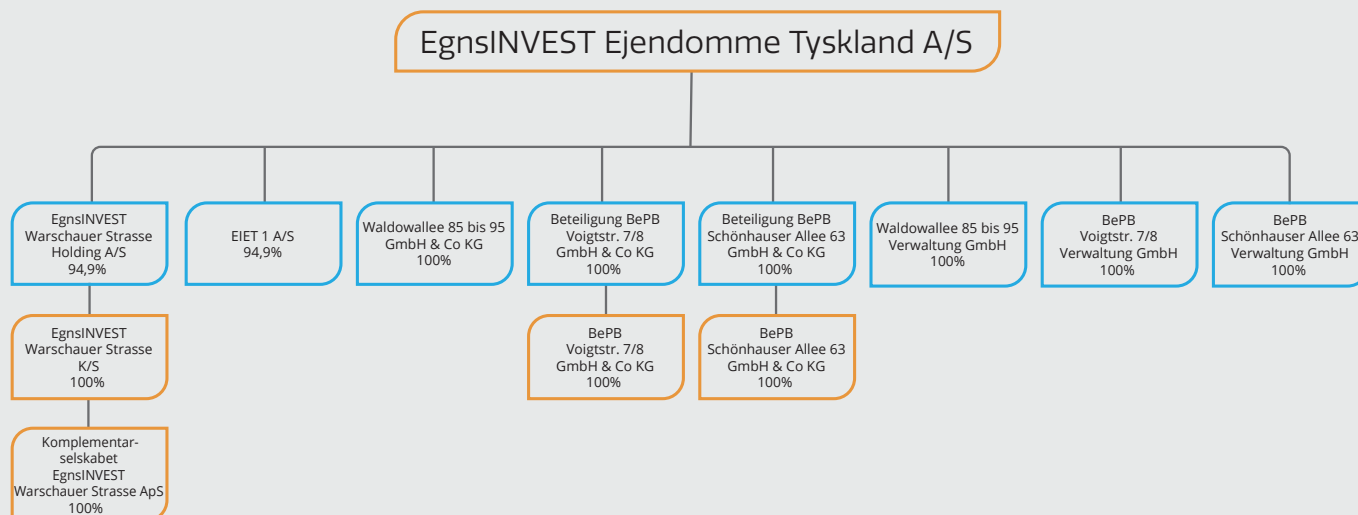 EgnsINVEST Ejendomme Tyskland A/S
EgnsINVEST
Warschauer Strasse
Holding A/S
94,9%
EIET 1 A/S
94,9%
Waldowallee 85 bis 95
GmbH & Co KG
100%
Beteiligung BePB
Voigtstr. 7/8
GmbH & Co KG
100%
Beteiligung BePB
Schönhauser Allee 63
GmbH & Co KG
100%
Waldowallee 85 bis 95
Verwaltung GmbH
100%
BePB
Voigtstr. 7/8
Verwaltung GmbH
100%
BePB
Schönhauser Allee 63
Verwaltung GmbH
100%
EgnsINVEST
Warschauer Strasse
K/S
100%
BePB
Voigtstr. 7/8
GmbH & Co KG
100%
BePB
Schönhauser Allee 63
GmbH & Co KG
100%
Komplementar-
selskabet
EgnsINVEST
Warschauer Strasse ApS
100%